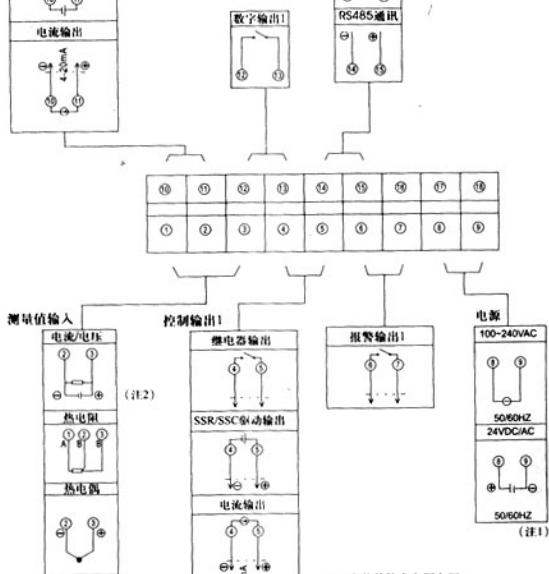 ⑩ ⑪
电流输出
⊖ 4-20mA ⊕
⑩ ⑪
数字输出1
⑫ ⑬
RS485通讯
⊖ ⊕
⑭ ⑮
⑩ ⑪ ⑫ ⑬ ⑭ ⑮ ⑯ ⑰ ⑱
① ② ③ ④ ⑤ ⑥ ⑦ ⑧ ⑨
测量值输入
电流/电压
② ③
⊖ ⊕
(注2)
热电阻
① ② ③
A B B
热电偶
② ③
⊖ ⊕
控制输出1
继电器输出
④ ⑤
SSR/SSC驱动输出
④ ⑤
⊖ ⊕
电流输出
④ ⑤
⊖ ⊕
报警输出1
⑥ ⑦
电源
100~240VAC
⑧ ⑨
50/60HZ
24VDC/AC
⑧ ⑨
⊕ ⊖
50/60HZ
(注1)